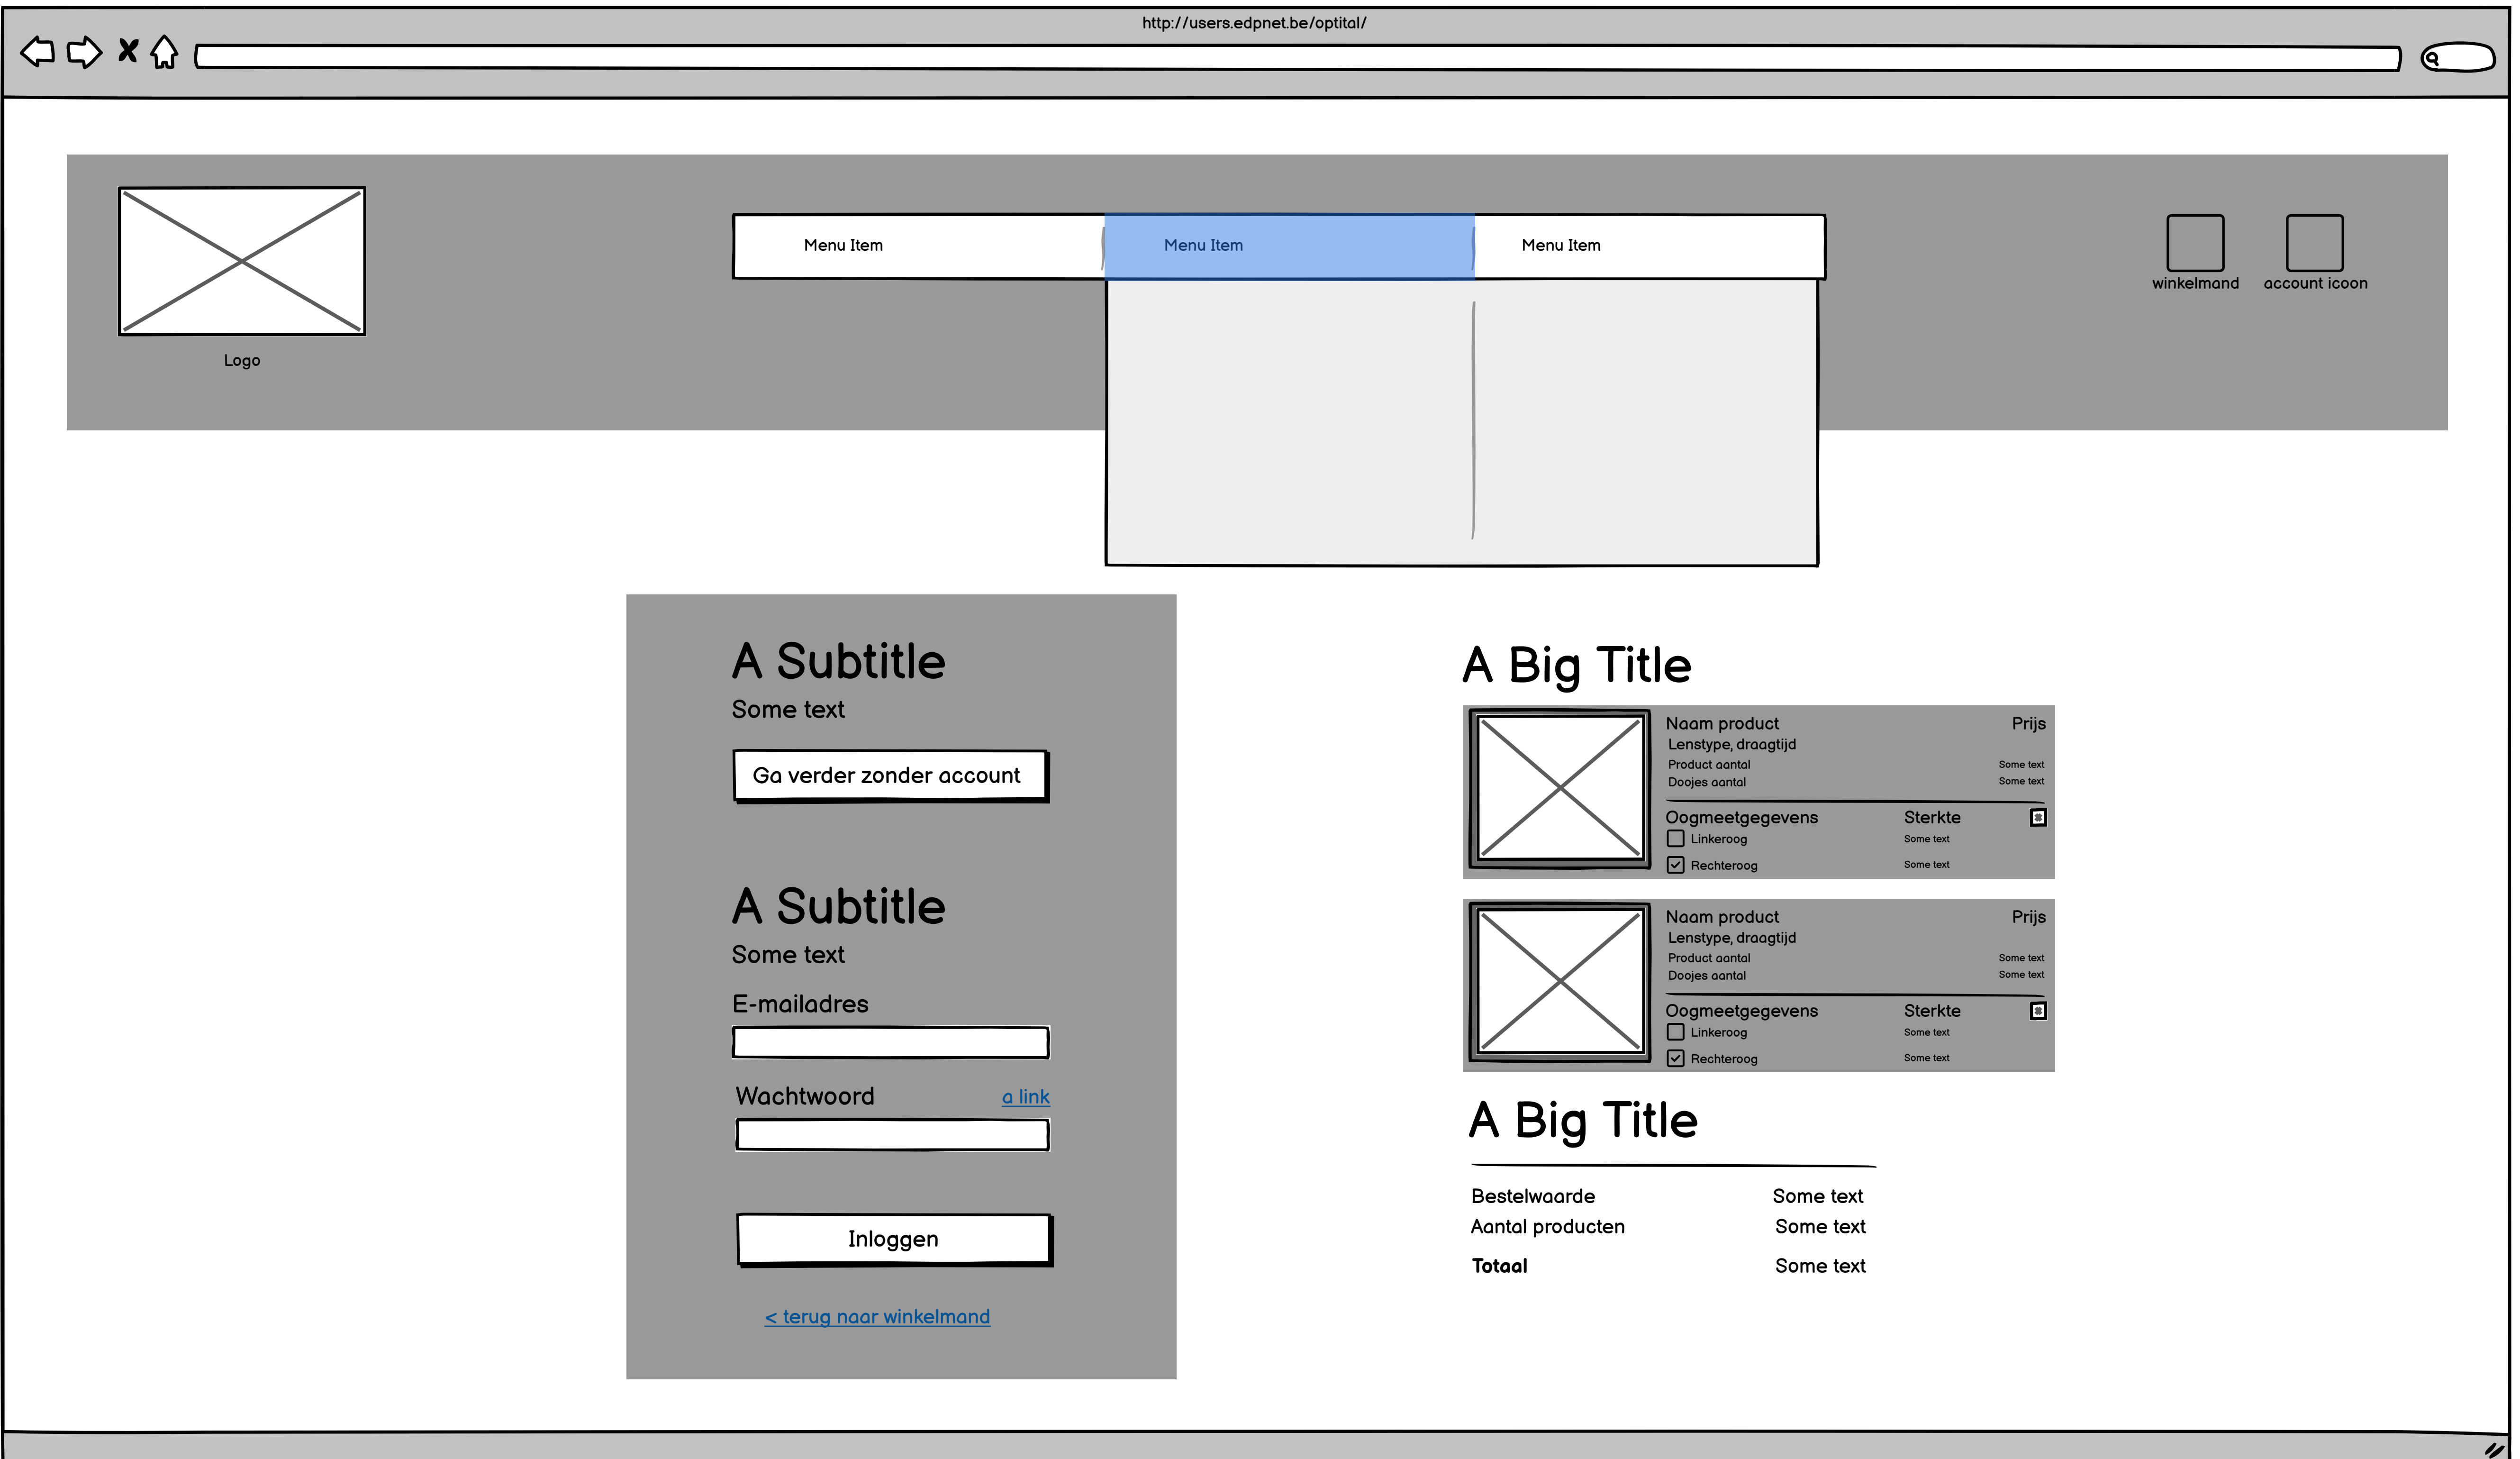 http://users.edpnet.be/optital/
Menu Item
Menu Item
Menu Item
winkelmand
account icoon
Logo
A Subtitle
Some text
Ga verder zonder account
A Subtitle
Some text
E-mailadres
Wachtwoord
a link
Inloggen
< terug naar winkelmand
A Big Title
Naam product
Prijs
Lenstype, draagtijd
Product aantal
Some text
Doojes aantal
Some text
Oogmeetgegevens
Sterkte
Linkeroog
Some text
Rechteroog
Some text
Naam product
Prijs
Lenstype, draagtijd
Product aantal
Some text
Doojes aantal
Some text
Oogmeetgegevens
Sterkte
Linkeroog
Some text
Rechteroog
Some text
A Big Title
Bestelwaarde
Some text
Aantal producten
Some text
Totaal
Some text